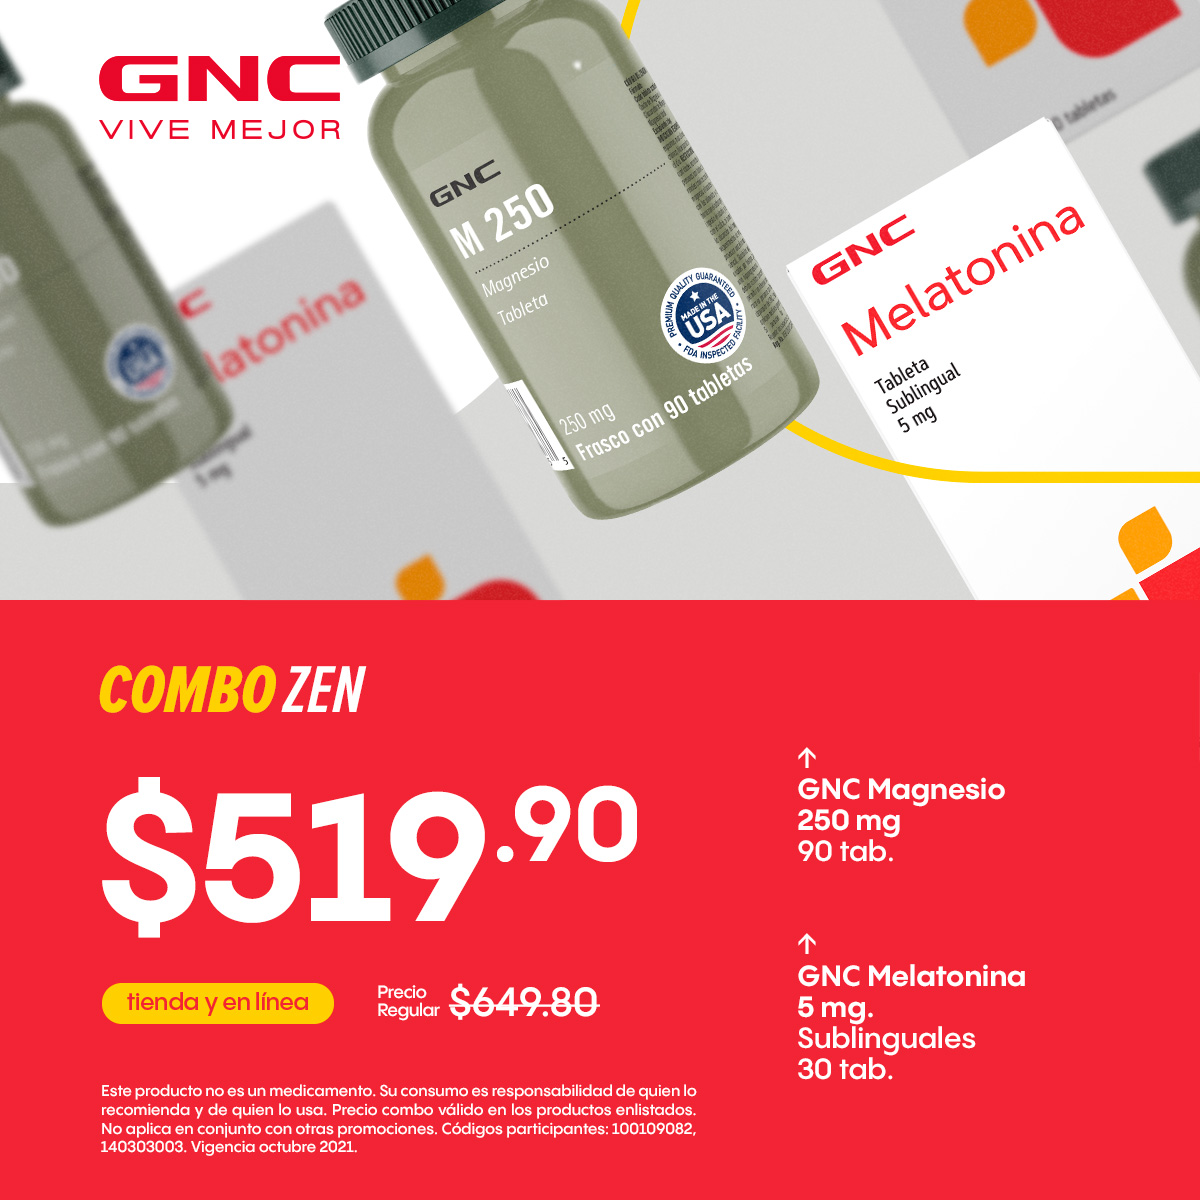 GNC
VIVE MEJOR
GNC
M 250
Magnesio
Tableta
PREMIUM QUALITY GUARANTEED
MADE IN THE
USA
FDA INSPECTED FACILITY
250 mg
Frasco con 90 tabletas
GNC
Melatonina
Tableta
Sublingual
5 mg
tabletas
latonina
5 mg
COMBO ZEN
$519.90
tienda y en línea
Precio
Regular
$649.80
↑
GNC Magnesio
250 mg
90 tab.
↑
GNC Melatonina
5 mg.
Sublinguales
30 tab.
Este producto no es un medicamento. Su consumo es responsabilidad de quien lo
recomienda y de quien lo usa. Precio combo válido en los productos enlistados.
No aplica en conjunto con otras promociones. Códigos participantes: 100109082,
140303003. Vigencia octubre 2021.